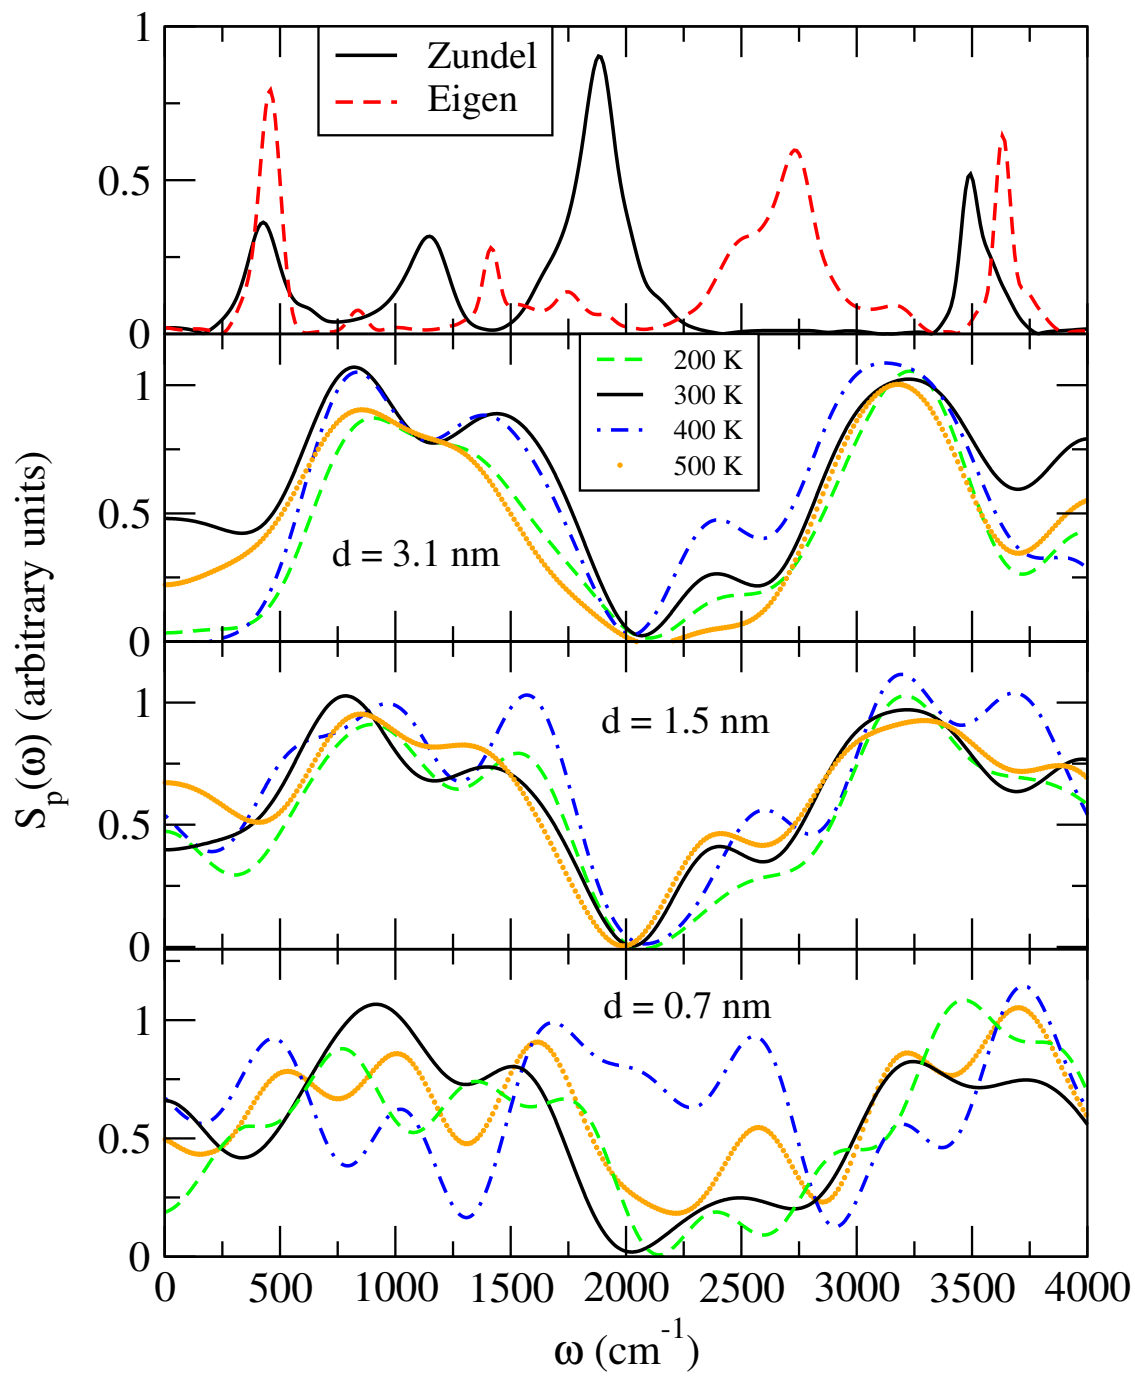 1
0.5
0
Zundel
Eigen
1
0.5
0
200 K
300 K
400 K
500 K
d = 3.1 nm
1
0.5
0
d = 1.5 nm
1
0.5
0
d = 0.7 nm
0 500 1000 1500 2000 2500 3000 3500 4000
ω (cm⁻¹)
Sₚ(ω) (arbitrary units)